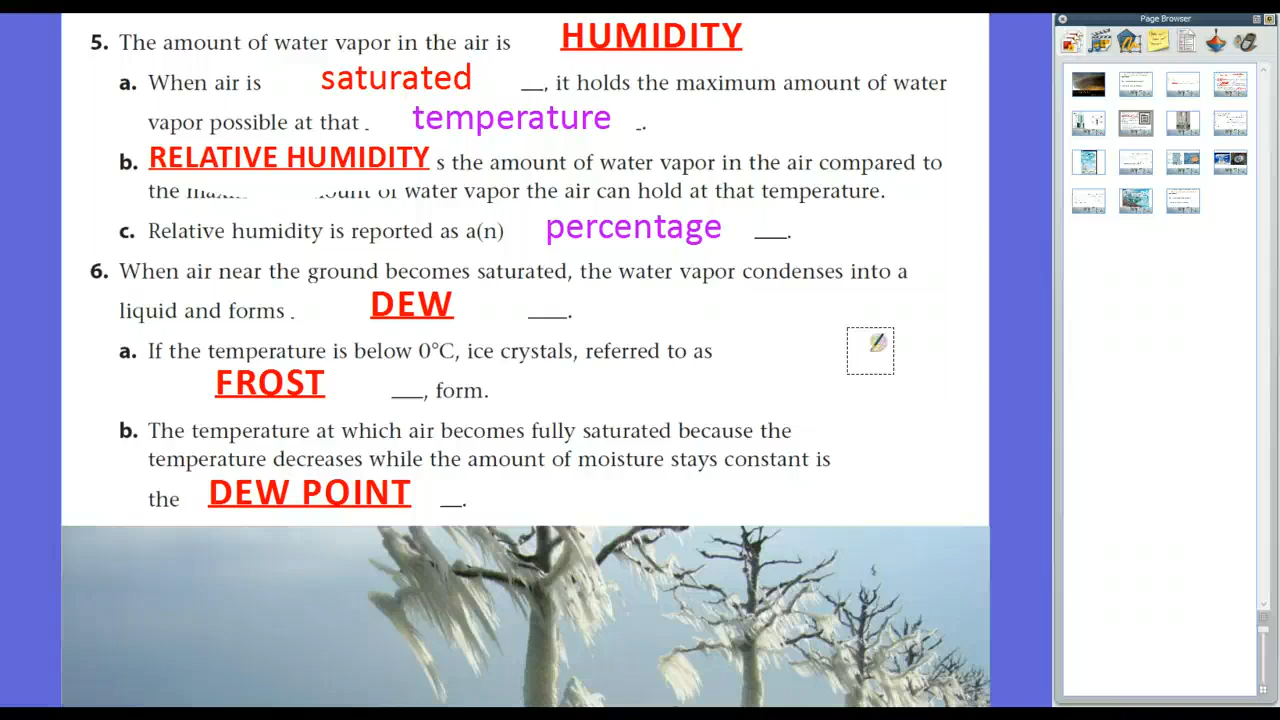 Page Browser
5. The amount of water vapor in the air is HUMIDITY
a. When air is saturated __, it holds the maximum amount of water
vapor possible at that temperature .
b. RELATIVE HUMIDITY s the amount of water vapor in the air compared to
the of water vapor the air can hold at that temperature.
c. Relative humidity is reported as a(n) percentage ___.
6. When air near the ground becomes saturated, the water vapor condenses into a
liquid and forms . DEW ___.
a. If the temperature is below 0°C, ice crystals, referred to as
FROST __, form.
b. The temperature at which air becomes fully saturated because the
temperature decreases while the amount of moisture stays constant is
the DEW POINT __.